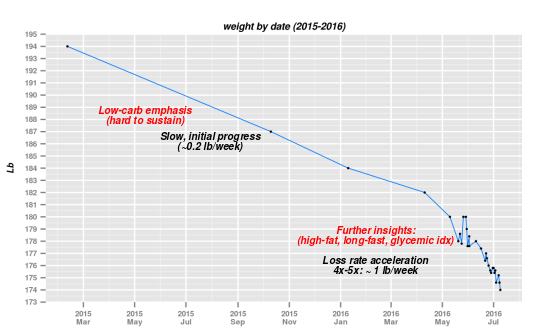 weight by date (2015-2016)
195
194
193
192
191
190
189
188
187
186
185
184
183
182
181
180
179
178
177
176
175
174
173
Lb
Low-carb emphasis
(hard to sustain)
Slow, initial progress
(~0.2 lb/week)
Further insights:
(high-fat, long-fast, glycemic idx)
Loss rate acceleration
4x-5x: ~ 1 lb/week
2015 2015 2015 2015 2015 2016 2016 2016 2016
Mar May Jul Sep Nov Jan Mar May Jul